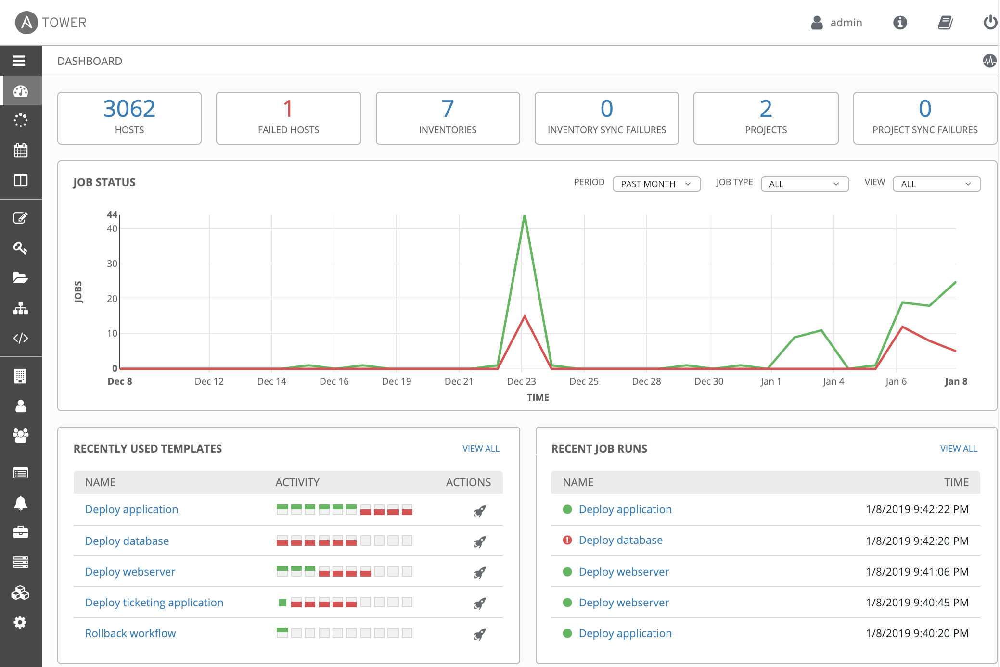 TOWER
admin
DASHBOARD
3062
HOSTS
1
FAILED HOSTS
7
INVENTORIES
0
INVENTORY SYNC FAILURES
2
PROJECTS
0
PROJECT SYNC FAILURES
JOB STATUS
PERIOD PAST MONTH JOB TYPE ALL VIEW ALL
44
40
30
20
10
0
JOBS
Dec 8 Dec 12 Dec 14 Dec 16 Dec 19 Dec 21 Dec 23 Dec 25 Dec 28 Dec 30 Jan 1 Jan 4 Jan 6 Jan 8
TIME
RECENTLY USED TEMPLATES VIEW ALL
NAME ACTIVITY ACTIONS
Deploy application
Deploy database
Deploy webserver
Deploy ticketing application
Rollback workflow
RECENT JOB RUNS VIEW ALL
NAME TIME
Deploy application 1/8/2019 9:42:22 PM
Deploy database 1/8/2019 9:42:20 PM
Deploy webserver 1/8/2019 9:41:06 PM
Deploy webserver 1/8/2019 9:40:45 PM
Deploy application 1/8/2019 9:40:20 PM